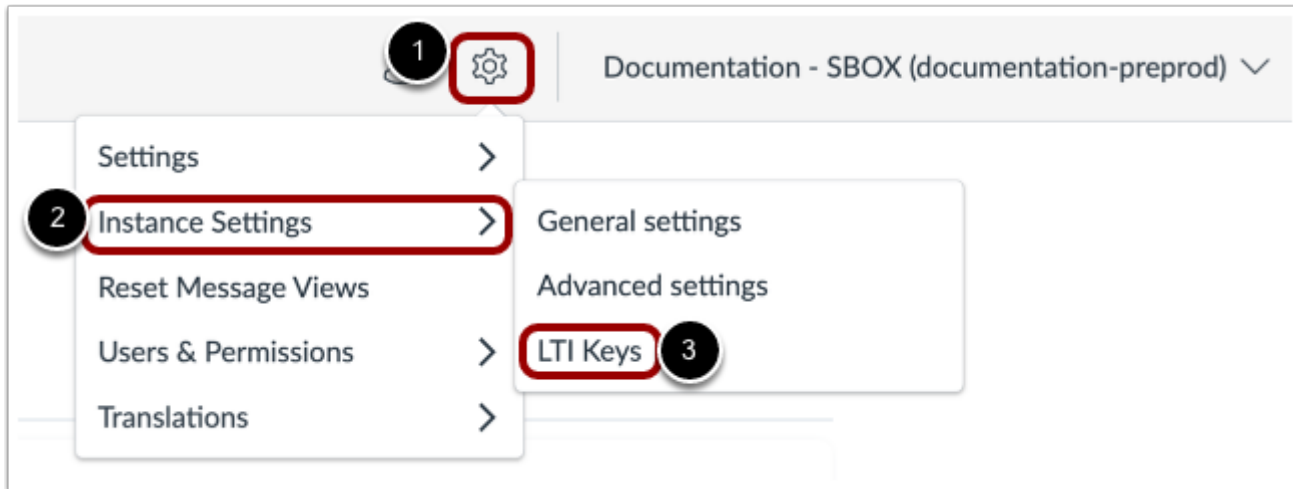 1
Documentation - SBOX (documentation-preprod)
Settings
2 Instance Settings
General settings
Reset Message Views
Advanced settings
Users & Permissions
LTI Keys 3
Translations